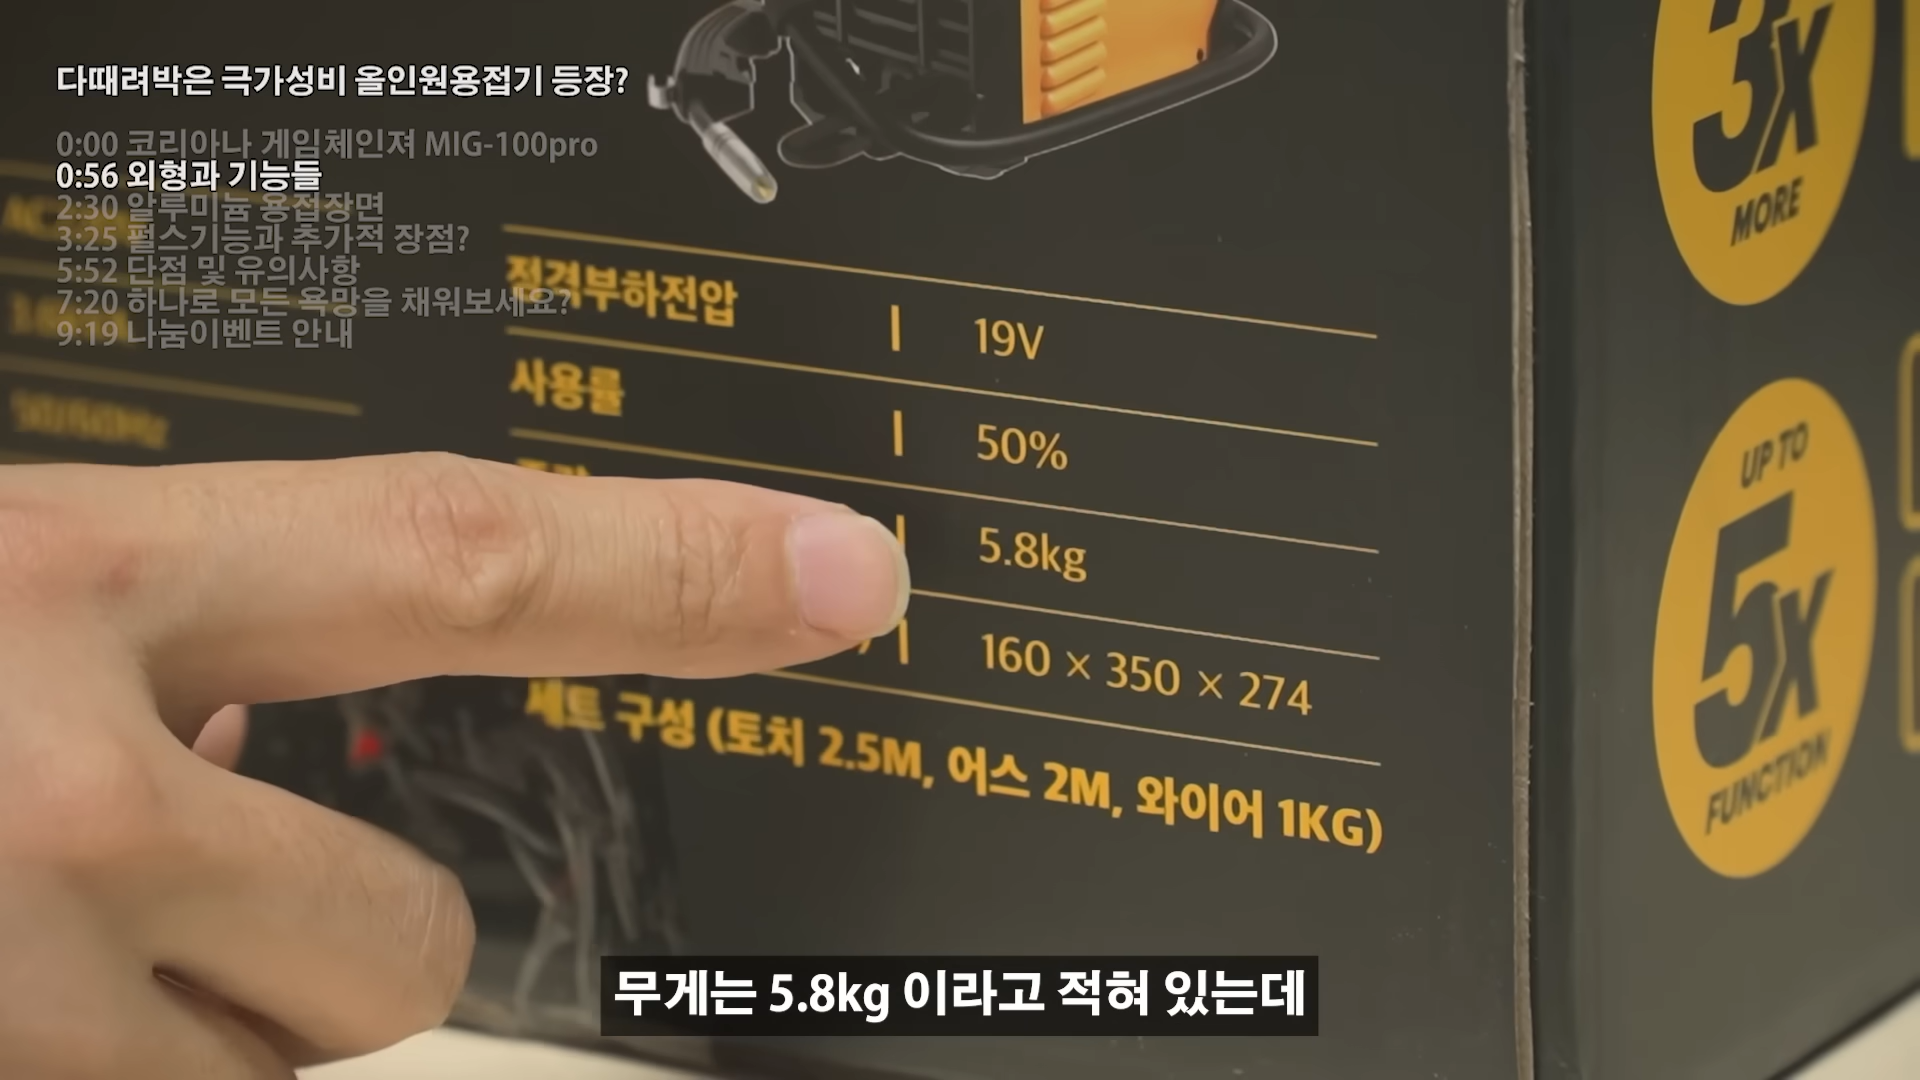 다때려박은 극가성비 올인원용접기 등장?
0:00 코리아나 게임체인져 MIG-100pro
0:56 외형과 기능들
2:30 알루미늄 용접장면
3:25 펄스기능과 추가적 장점?
5:52 단점 및 유의사항
7:20 하나로 모든 욕망을 채워보세요?
9:19 나눔이벤트 안내
정격부하전압 19V
사용률 50%
5.8kg
160 × 350 × 274
세트 구성 (토치 2.5M, 어스 2M, 와이어 1KG)
3X
MORE
UP TO
5X
FUNCTION
무게는 5.8kg 이라고 적혀 있는데